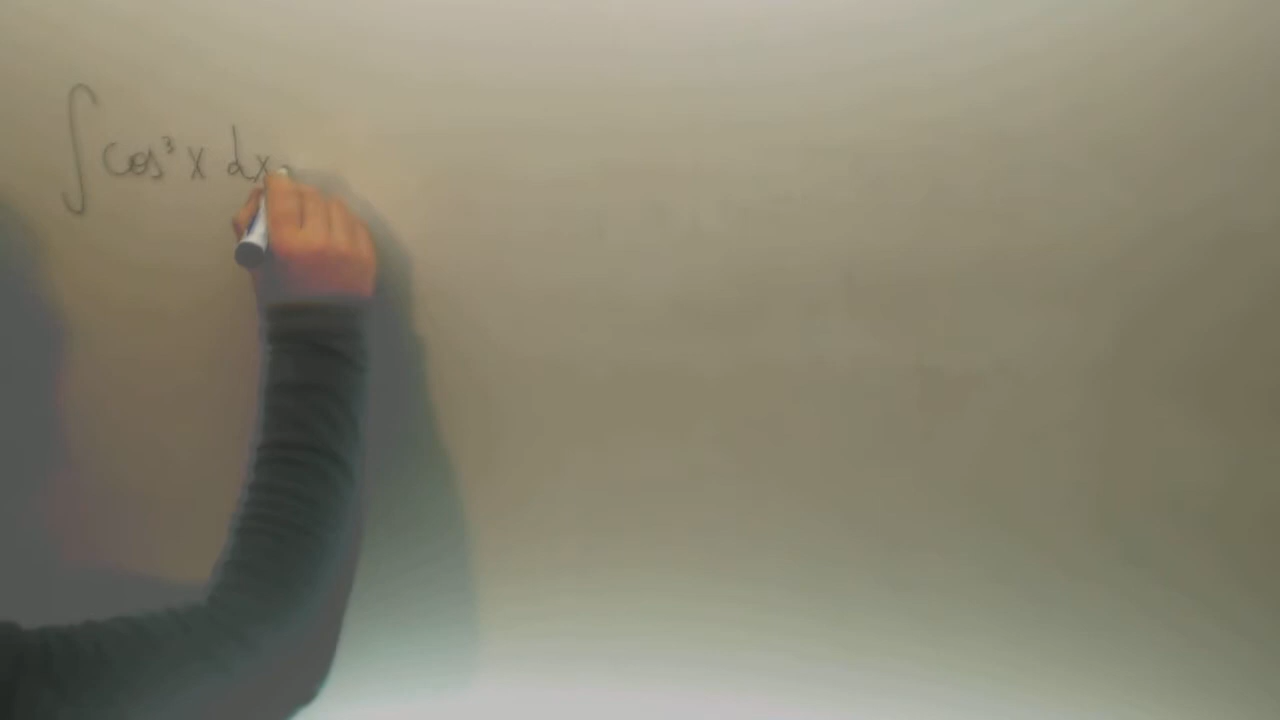 ∫ cos³ x dx